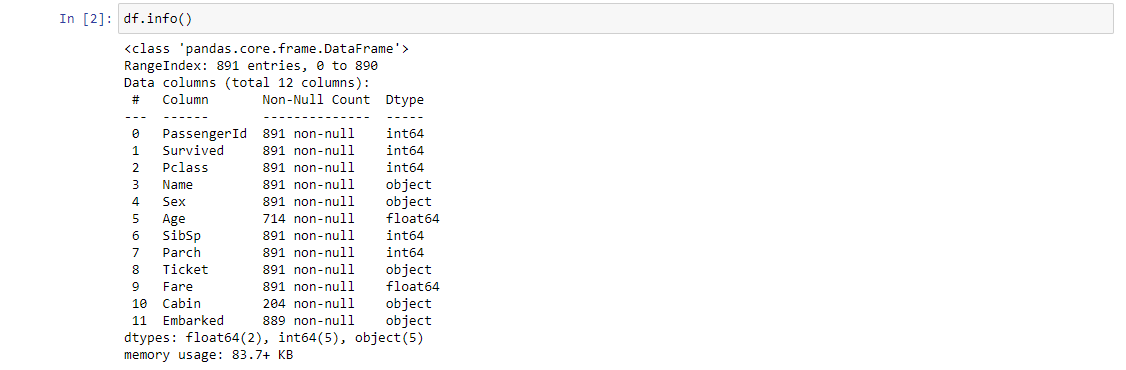 In [2]: df.info()
<class 'pandas.core.frame.DataFrame'>
RangeIndex: 891 entries, 0 to 890
Data columns (total 12 columns):
 #   Column       Non-Null Count  Dtype
---  ------       --------------  -----
 0   PassengerId  891 non-null    int64
 1   Survived     891 non-null    int64
 2   Pclass       891 non-null    int64
 3   Name         891 non-null    object
 4   Sex          891 non-null    object
 5   Age          714 non-null    float64
 6   SibSp        891 non-null    int64
 7   Parch        891 non-null    int64
 8   Ticket       891 non-null    object
 9   Fare         891 non-null    float64
 10  Cabin        204 non-null    object
 11  Embarked     889 non-null    object
dtypes: float64(2), int64(5), object(5)
memory usage: 83.7+ KB